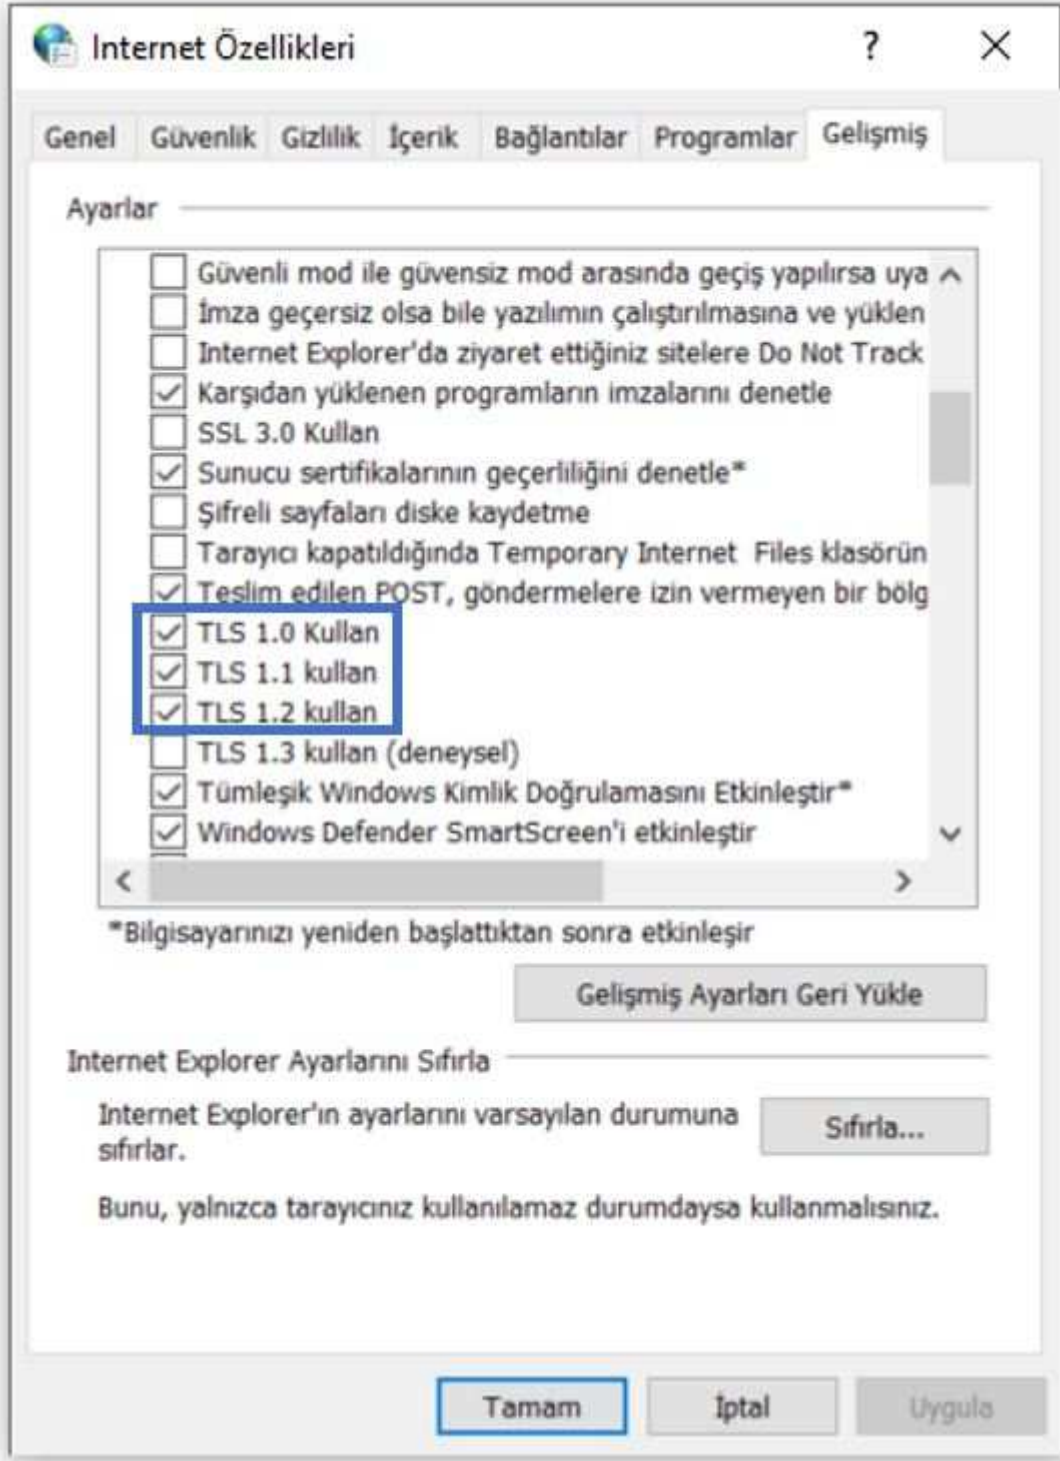 Internet Özellikleri
?
Genel Güvenlik Gizlilik İçerik Bağlantılar Programlar Gelişmiş
Ayarlar
Güvenli mod ile güvensiz mod arasında geçiş yapılırsa uya
İmza geçersiz olsa bile yazılımın çalıştırılmasına ve yüklen
Internet Explorer'da ziyaret ettiğiniz sitelere Do Not Track
Karşıdan yüklenen programların imzalarını denetle
SSL 3.0 Kullan
Sunucu sertifikalarının geçerliliğini denetle*
Şifreli sayfaları diske kaydetme
Tarayıcı kapatıldığında Temporary Internet Files klasörün
Teslim edilen POST, göndermelere izin vermeyen bir bölg
TLS 1.0 Kullan
TLS 1.1 kullan
TLS 1.2 kullan
TLS 1.3 kullan (deneysel)
Tümleşik Windows Kimlik Doğrulamasını Etkinleştir*
Windows Defender SmartScreen'i etkinleştir
*Bilgisayarınızı yeniden başlattıktan sonra etkinleşir
Gelişmiş Ayarları Geri Yükle
Internet Explorer Ayarlarını Sıfırla
Internet Explorer'ın ayarlarını varsayılan durumuna
sıfırlar.
Sıfırla...
Bunu, yalnızca tarayıcınız kullanılamaz durumdaysa kullanmalısınız.
Tamam İptal Uygula